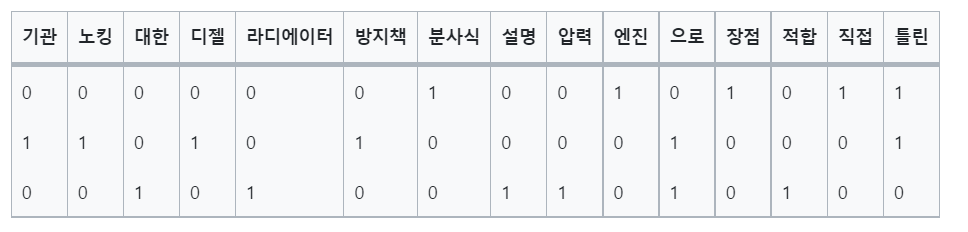 기관 노킹 대한 디젤 라디에이터 방지책 분사식 설명 압력 엔진 으로 장점 적합 직접 틀린
0 0 0 0 0 0 1 0 0 1 0 1 0 1 1
1 1 0 1 0 1 0 0 0 0 1 0 0 0 1
0 0 1 0 1 0 0 1 1 0 1 0 1 0 0